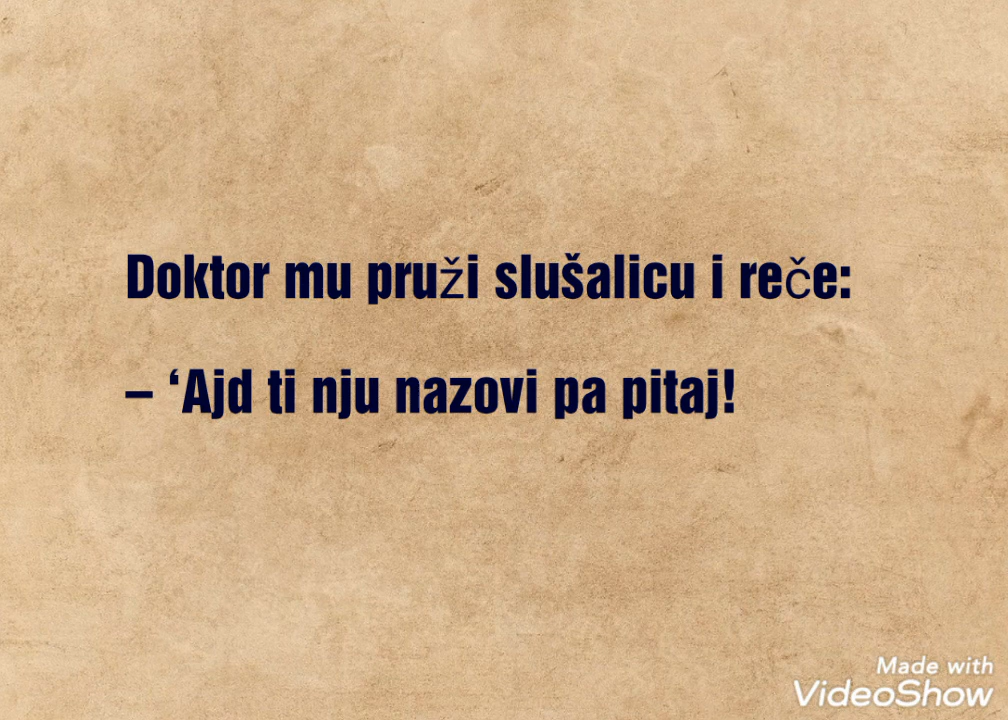 Doktor mu pruži slušalicu i reče:
– ‘Ajd ti nju nazovi pa pitaj!
Made with
VideoShow